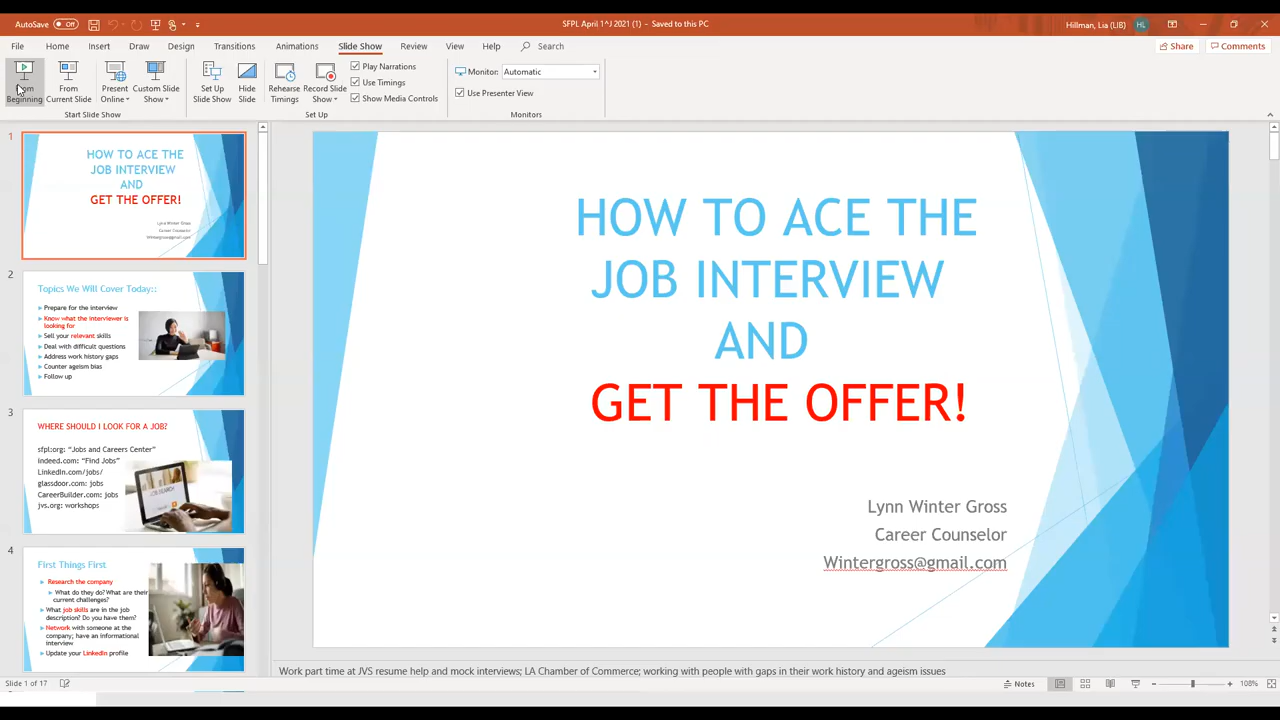 AutoSave Off
SFPL April 1^J 2021 (1) - Saved to this PC
Hillman, Lia (LIB) HL
File Home Insert Draw Design Transitions Animations Slide Show Review View Help Search
Share Comments
From Beginning
From Current Slide
Present Online
Custom Slide Show
Set Up Slide Show
Hide Slide
Rehearse Timings
Record Slide Show
Play Narrations
Use Timings
Show Media Controls
Monitor: Automatic
Use Presenter View
Start Slide Show
Set Up
Monitors
1
HOW TO ACE THE
JOB INTERVIEW
AND
GET THE OFFER!
Lynn Winter Gross
Career Counselor
Wintergross@gmail.com
2
Topics We Will Cover Today::
Prepare for the interview
Know what the interviewer is
looking for
Sell your relevant skills
Deal with difficult questions
Address work history gaps
Counter ageism bias
Follow up
3
WHERE SHOULD I LOOK FOR A JOB?
sfpl:org: “Jobs and Careers Center”
indeed.com: “Find Jobs”
LinkedIn.com/jobs/
glassdoor.com: jobs
CareerBuilder.com: jobs
jvs.org: workshops
JOB SEARCH
4
First Things First
Research the company
What do they do? What are their
current challenges?
What job skills are in the job
description? Do you have them?
Network with someone at the
company; have an informational
interview
Update your LinkedIn profile
HOW TO ACE THE
JOB INTERVIEW
AND
GET THE OFFER!
Lynn Winter Gross
Career Counselor
Wintergross@gmail.com
Work part time at JVS resume help and mock interviews; LA Chamber of Commerce; working with people with gaps in their work history and ageism issues
Slide 1 of 17
Notes
108%